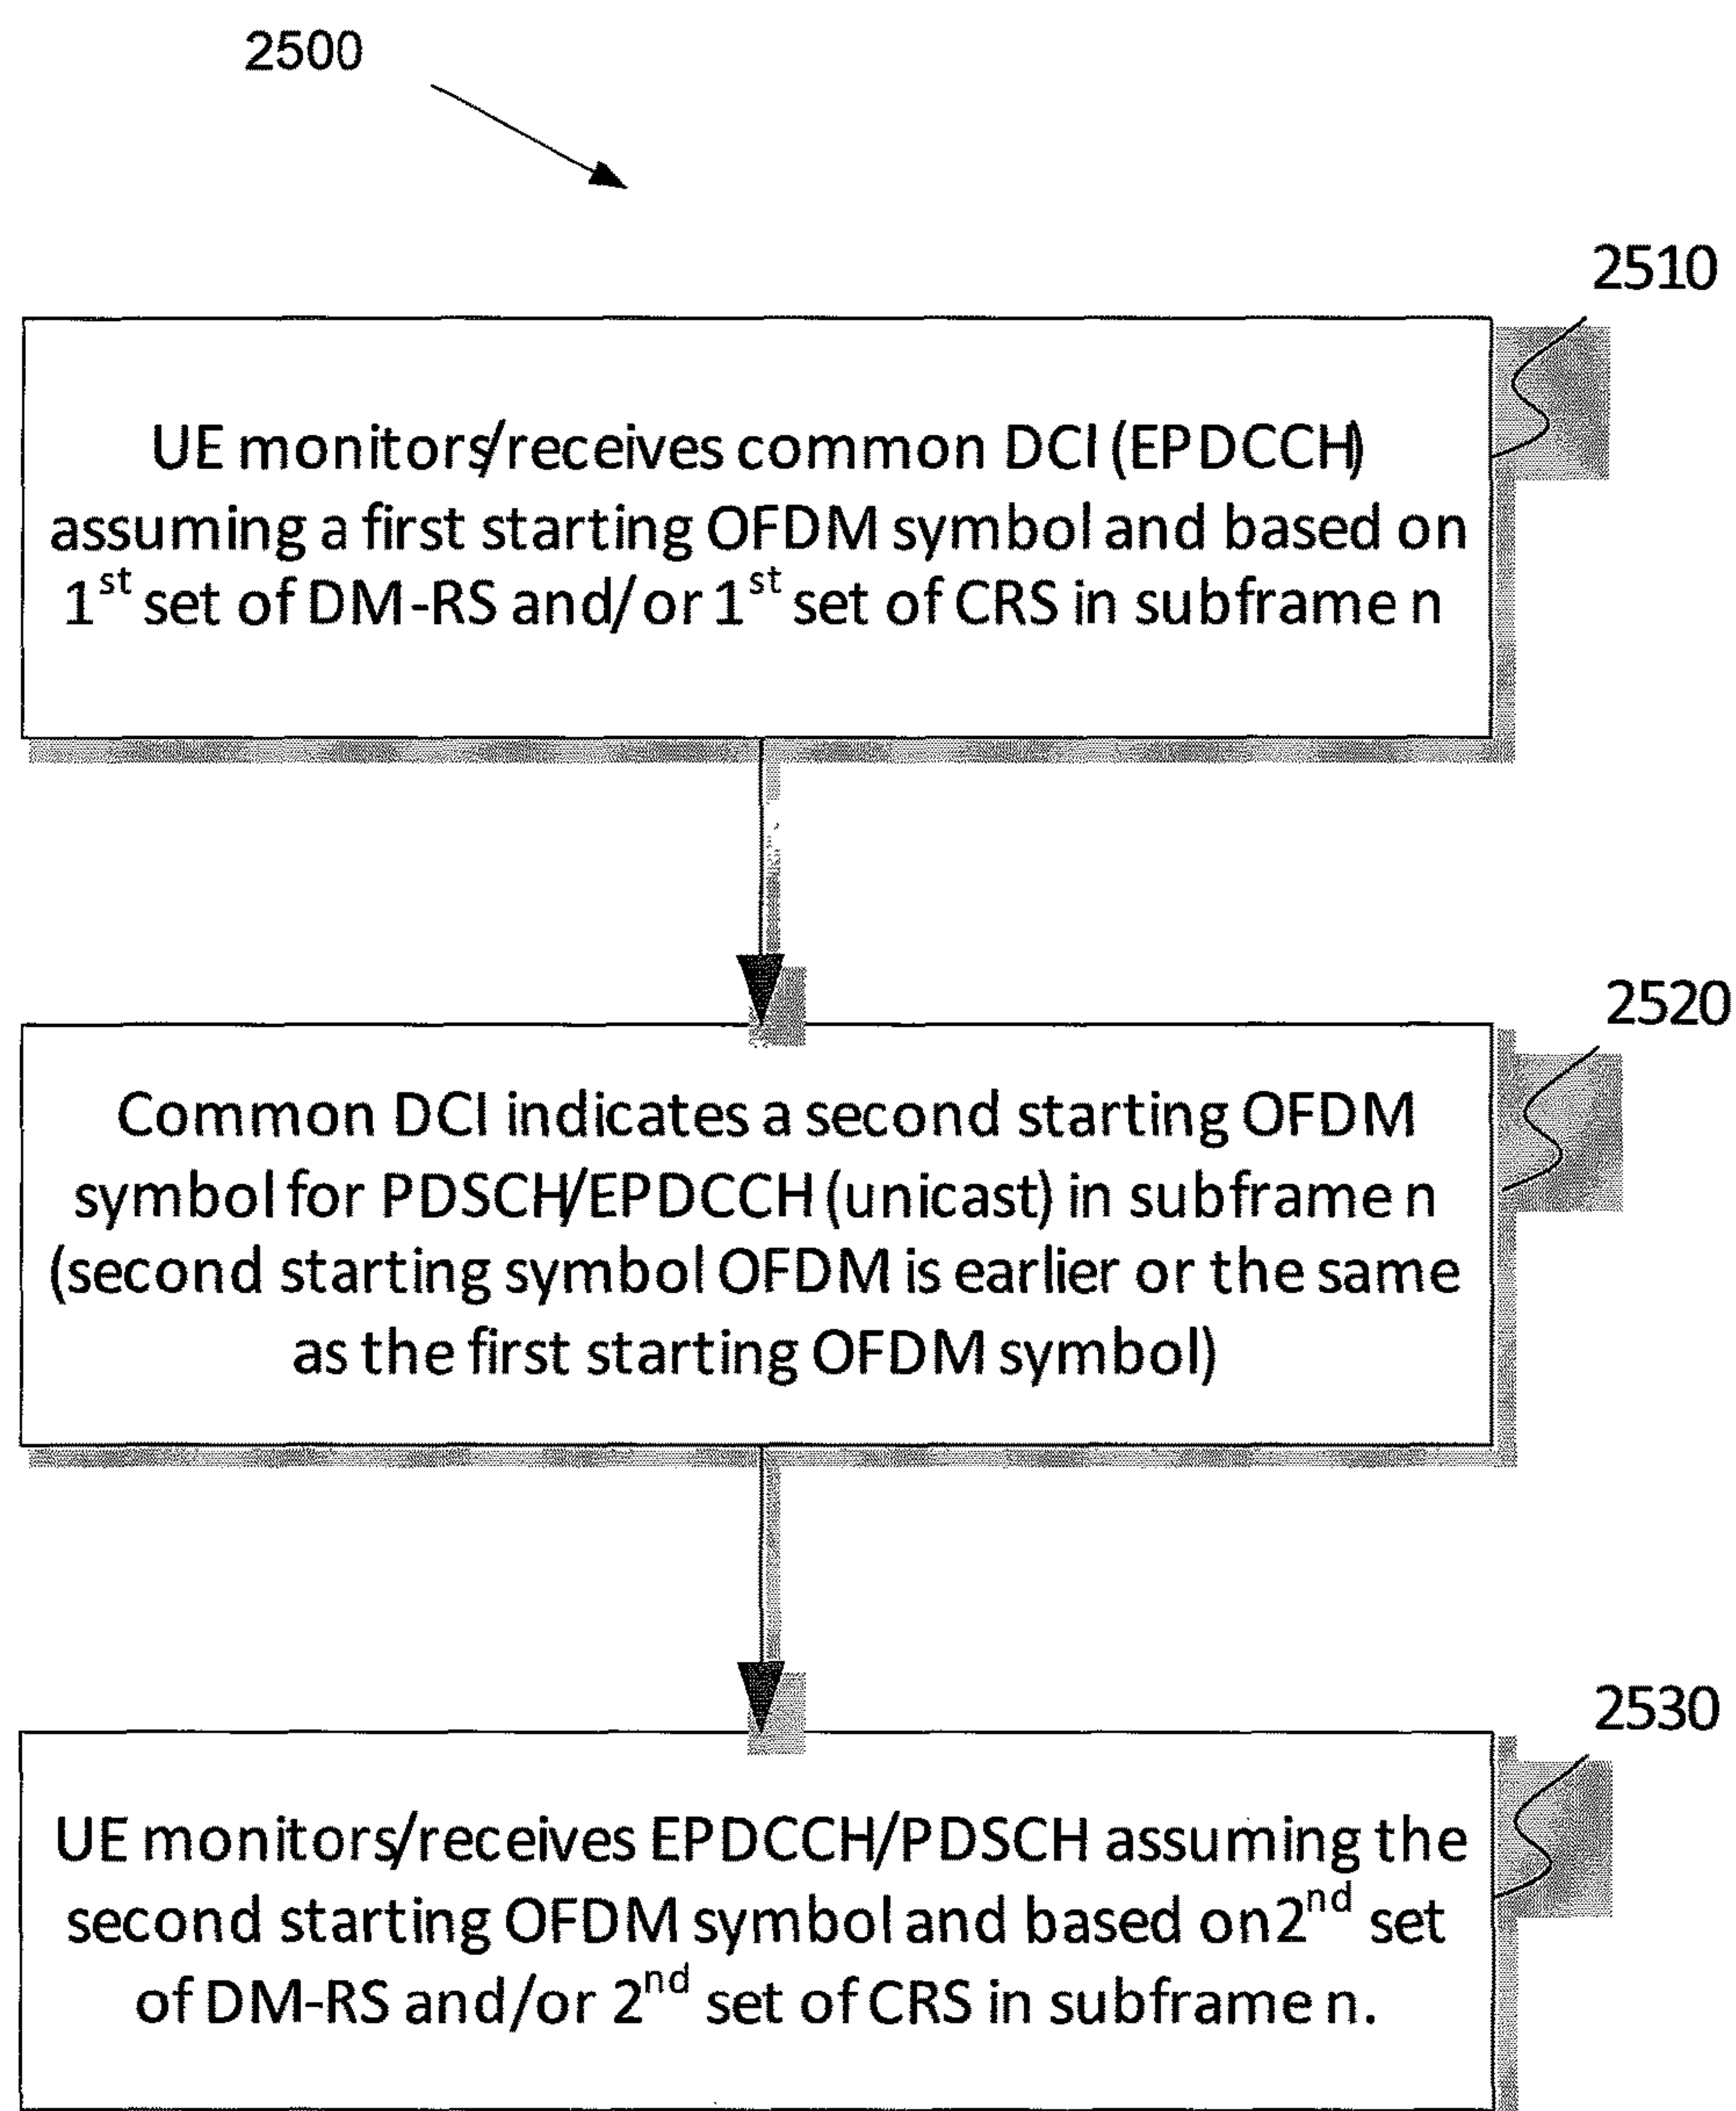 2500
2510
UE monitors/receives common DCI (EPDCCH)
assuming a first starting OFDM symbol and based on
1st set of DM-RS and/or 1st set of CRS in subframe n
2520
Common DCI indicates a second starting OFDM
symbol for PDSCH/EPDCCH (unicast) in subframe n
(second starting symbol OFDM is earlier or the same
as the first starting OFDM symbol)
2530
UE monitors/receives EPDCCH/PDSCH assuming the
second starting OFDM symbol and based on 2nd set
of DM-RS and/or 2nd set of CRS in subframe n.